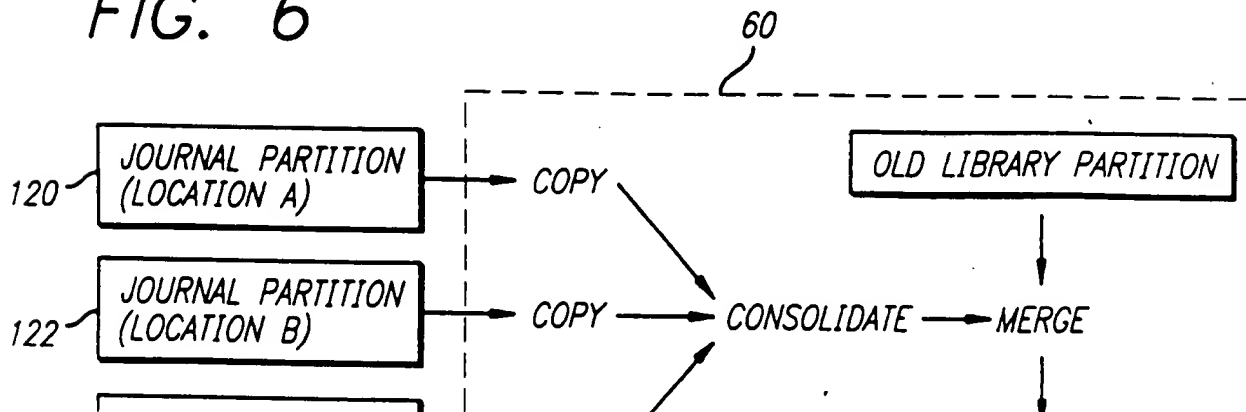 FIG. 6
60
JOURNAL PARTITION
(LOCATION A)
120
COPY
OLD LIBRARY PARTITION
JOURNAL PARTITION
(LOCATION B)
122
COPY
CONSOLIDATE
MERGE